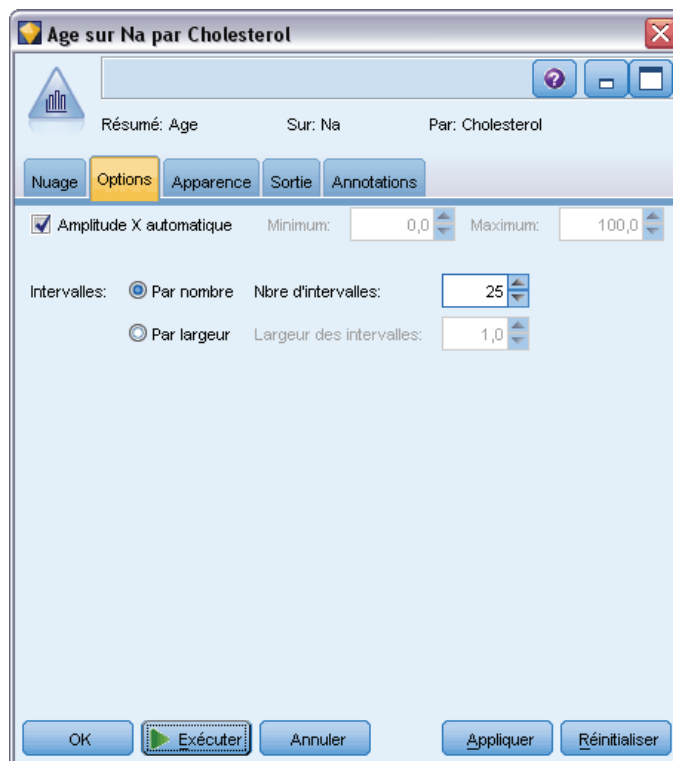 Age sur Na par Cholesterol
Résumé: Age Sur: Na Par: Cholesterol
Nuage Options Apparence Sortie Annotations
Amplitude X automatique Minimum: 0,0 Maximum: 100,0
Intervalles: Par nombre Nbre d'intervalles: 25
Par largeur Largeur des intervalles: 1,0
OK Exécuter Annuler Appliquer Réinitialiser